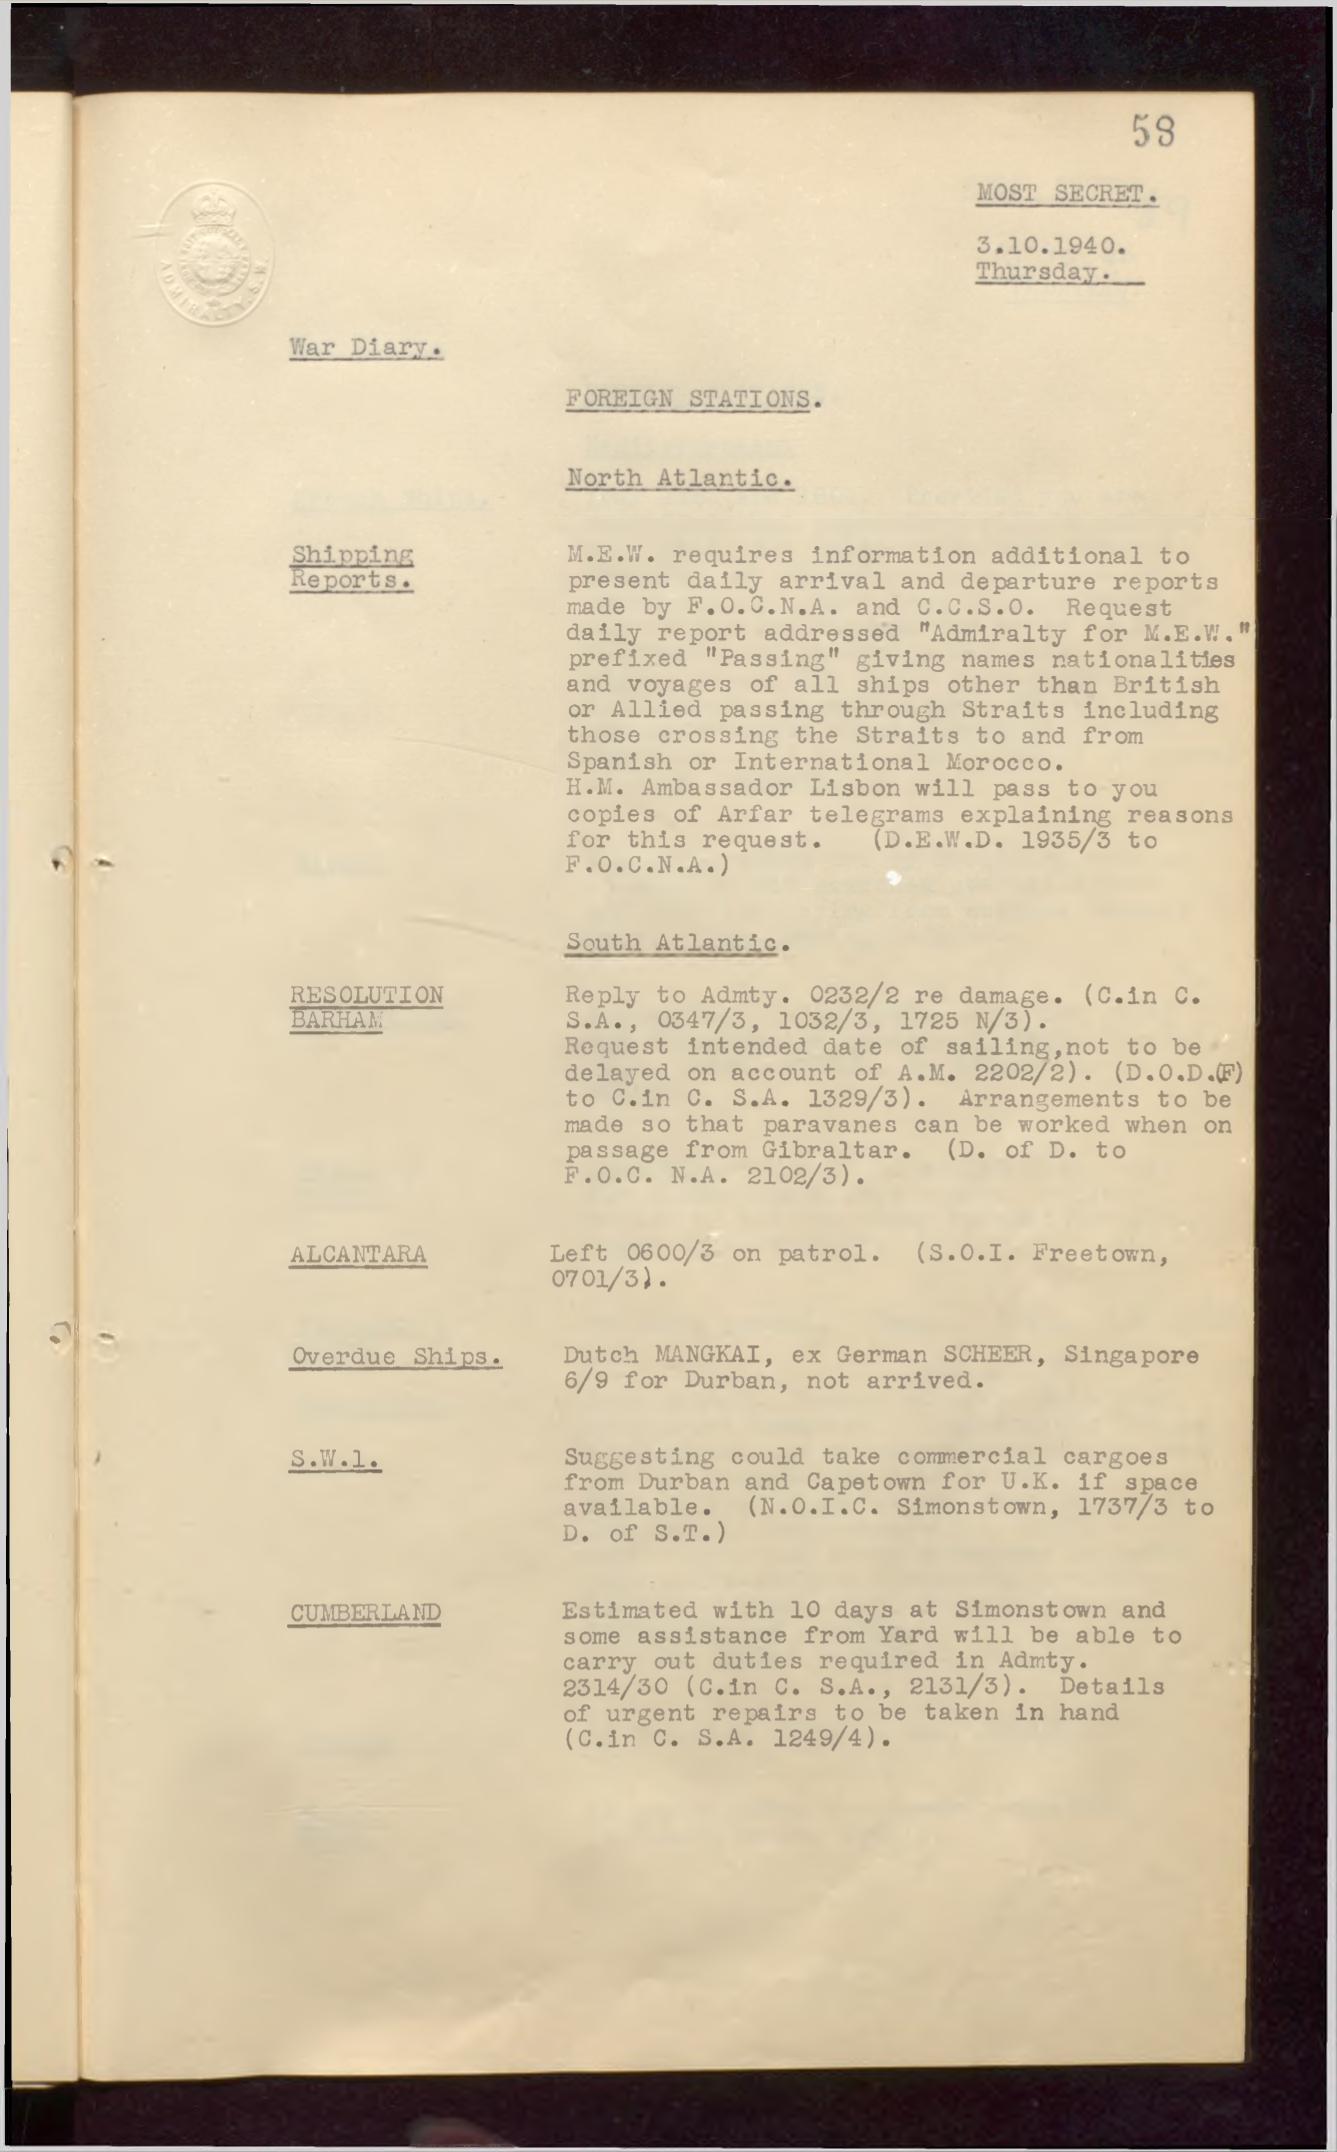 58
MOST SECRET.
3.10.1940.
Thursday.
ADMIRALTY.S.W.
War Diary.
FOREIGN STATIONS.
North Atlantic.
Shipping
Reports.
M.E.W. requires information additional to
present daily arrival and departure reports
made by F.O.C.N.A. and C.C.S.O. Request
daily report addressed "Admiralty for M.E.W."
prefixed "Passing" giving names nationalities
and voyages of all ships other than British
or Allied passing through Straits including
those crossing the Straits to and from
Spanish or International Morocco.
H.M. Ambassador Lisbon will pass to you
copies of Arfar telegrams explaining reasons
for this request. (D.E.W.D. 1935/3 to
F.O.C.N.A.)
South Atlantic.
RESOLUTION
BARHAM
Reply to Admty. 0232/2 re damage. (C.in C.
S.A., 0347/3, 1032/3, 1725 N/3).
Request intended date of sailing,not to be
delayed on account of A.M. 2202/2). (D.O.D.(F)
to C.in C. S.A. 1329/3). Arrangements to be
made so that paravanes can be worked when on
passage from Gibraltar. (D. of D. to
F.O.C. N.A. 2102/3).
ALCANTARA
Left 0600/3 on patrol. (S.O.I. Freetown,
0701/3).
Overdue Ships.
Dutch MANGKAI, ex German SCHEER, Singapore
6/9 for Durban, not arrived.
S.W.1.
Suggesting could take commercial cargoes
from Durban and Capetown for U.K. if space
available. (N.O.I.C. Simonstown, 1737/3 to
D. of S.T.)
CUMBERLAND
Estimated with 10 days at Simonstown and
some assistance from Yard will be able to
carry out duties required in Admty.
2314/30 (C.in C. S.A., 2131/3). Details
of urgent repairs to be taken in hand
(C.in C. S.A. 1249/4).